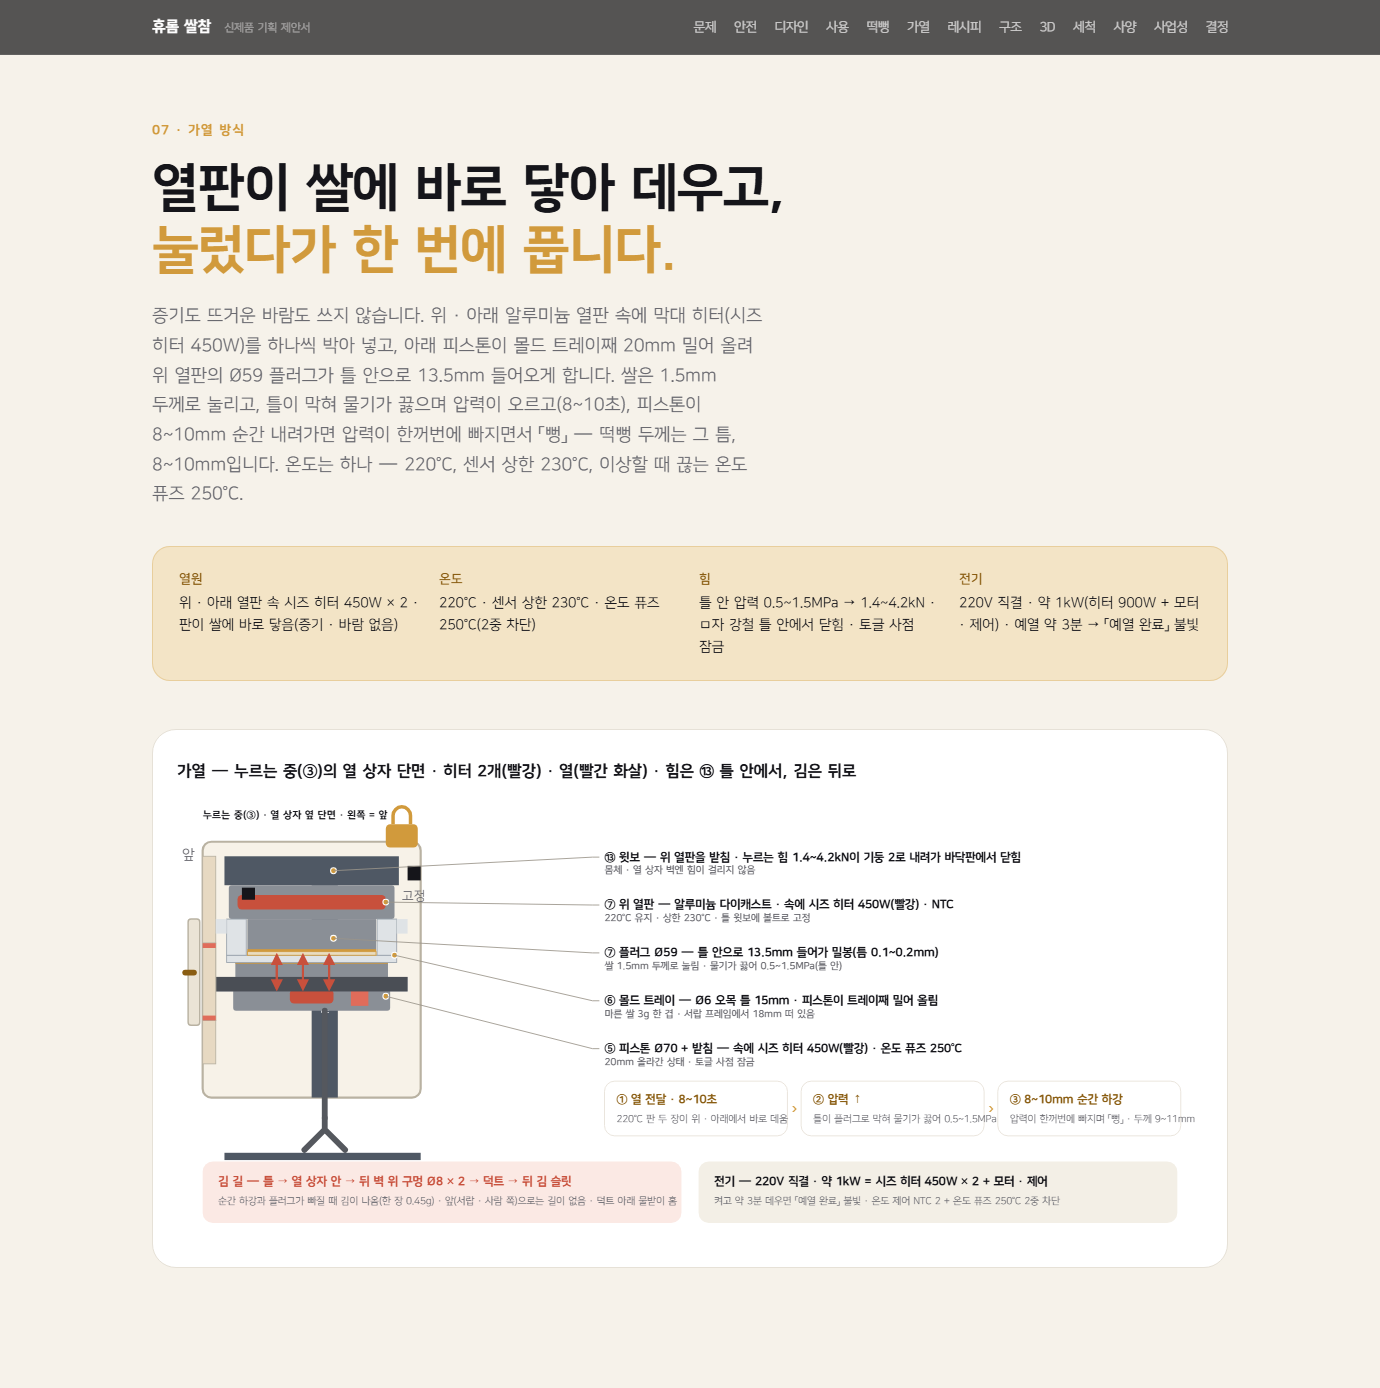 휴롬 쌀참 신제품 기획 제안서
문제 안전 디자인 사용 떡뻥 가열 레시피 구조 3D 세척 사양 사업성 결정
07 · 가열 방식
열판이 쌀에 바로 닿아 데우고,
눌렀다가 한 번에 풉니다.
증기도 뜨거운 바람도 쓰지 않습니다. 위 · 아래 알루미늄 열판 속에 막대 히터(시즈
히터 450W)를 하나씩 박아 넣고, 아래 피스톤이 몰드 트레이째 20mm 밀어 올려
위 열판의 Ø59 플러그가 틀 안으로 13.5mm 들어오게 합니다. 쌀은 1.5mm
두께로 눌리고, 틀이 막혀 물기가 끓으며 압력이 오르고(8~10초), 피스톤이
8~10mm 순간 내려가면 압력이 한꺼번에 빠지면서 「뻥」 — 떡뻥 두께는 그 틈,
8~10mm입니다. 온도는 하나 — 220℃, 센서 상한 230℃, 이상할 때 끊는 온도
퓨즈 250℃.
열원
위 · 아래 열판 속 시즈 히터 450W × 2 ·
판이 쌀에 바로 닿음(증기 · 바람 없음)
온도
220℃ · 센서 상한 230℃ · 온도 퓨즈
250℃(2중 차단)
힘
틀 안 압력 0.5~1.5MPa → 1.4~4.2kN ·
ㅁ자 강철 틀 안에서 닫힘 · 토글 사점
잠금
전기
220V 직결 · 약 1kW(히터 900W + 모터
· 제어) · 예열 약 3분 → 「예열 완료」 불빛
가열 — 누르는 중(③)의 열 상자 단면 · 히터 2개(빨강) · 열(빨간 화살) · 힘은 ⑬ 틀 안에서, 김은 뒤로
누르는 중(③) · 열 상자 옆 단면 · 왼쪽 = 앞
앞
고정
⑬ 윗보 — 위 열판을 받침 · 누르는 힘 1.4~4.2kN이 기둥 2로 내려가 바닥판에서 닫힘
몸체 · 열 상자 벽엔 힘이 걸리지 않음
⑦ 위 열판 — 알루미늄 다이캐스트 · 속에 시즈 히터 450W(빨강) · NTC
220℃ 유지 · 상한 230℃ · 틀 윗보에 볼트로 고정
⑦ 플러그 Ø59 — 틀 안으로 13.5mm 들어가 밀봉(틈 0.1~0.2mm)
쌀 1.5mm 두께로 눌림 · 물기가 끓어 0.5~1.5MPa(틀 안)
⑥ 몰드 트레이 — Ø6 오목 틀 15mm · 피스톤이 트레이째 밀어 올림
마른 쌀 3g 한 겹 · 서랍 프레임에서 18mm 떠 있음
⑤ 피스톤 Ø70 + 받침 — 속에 시즈 히터 450W(빨강) · 온도 퓨즈 250℃
20mm 올라간 상태 · 토글 사점 잠금
① 열 전달 · 8~10초
220℃ 판 두 장이 위 · 아래에서 바로 데움
›
② 압력 ↑
틀이 플러그로 막혀 물기가 끓어 0.5~1.5MPa
›
③ 8~10mm 순간 하강
압력이 한꺼번에 빠지며 「뻥」 · 두께 9~11mm
김 길 — 틀 → 열 상자 안 → 뒤 벽 위 구멍 Ø8 × 2 → 덕트 → 뒤 김 슬릿
순간 하강과 플러그가 빠질 때 김이 나옴(한 장 0.45g) · 앞(서랍 · 사람 쪽)으로는 길이 없음 · 덕트 아래 물받이 홈
전기 — 220V 직결 · 약 1kW = 시즈 히터 450W × 2 + 모터 · 제어
켜고 약 3분 데우면 「예열 완료」 불빛 · 온도 제어 NTC 2 + 온도 퓨즈 250℃ 2중 차단